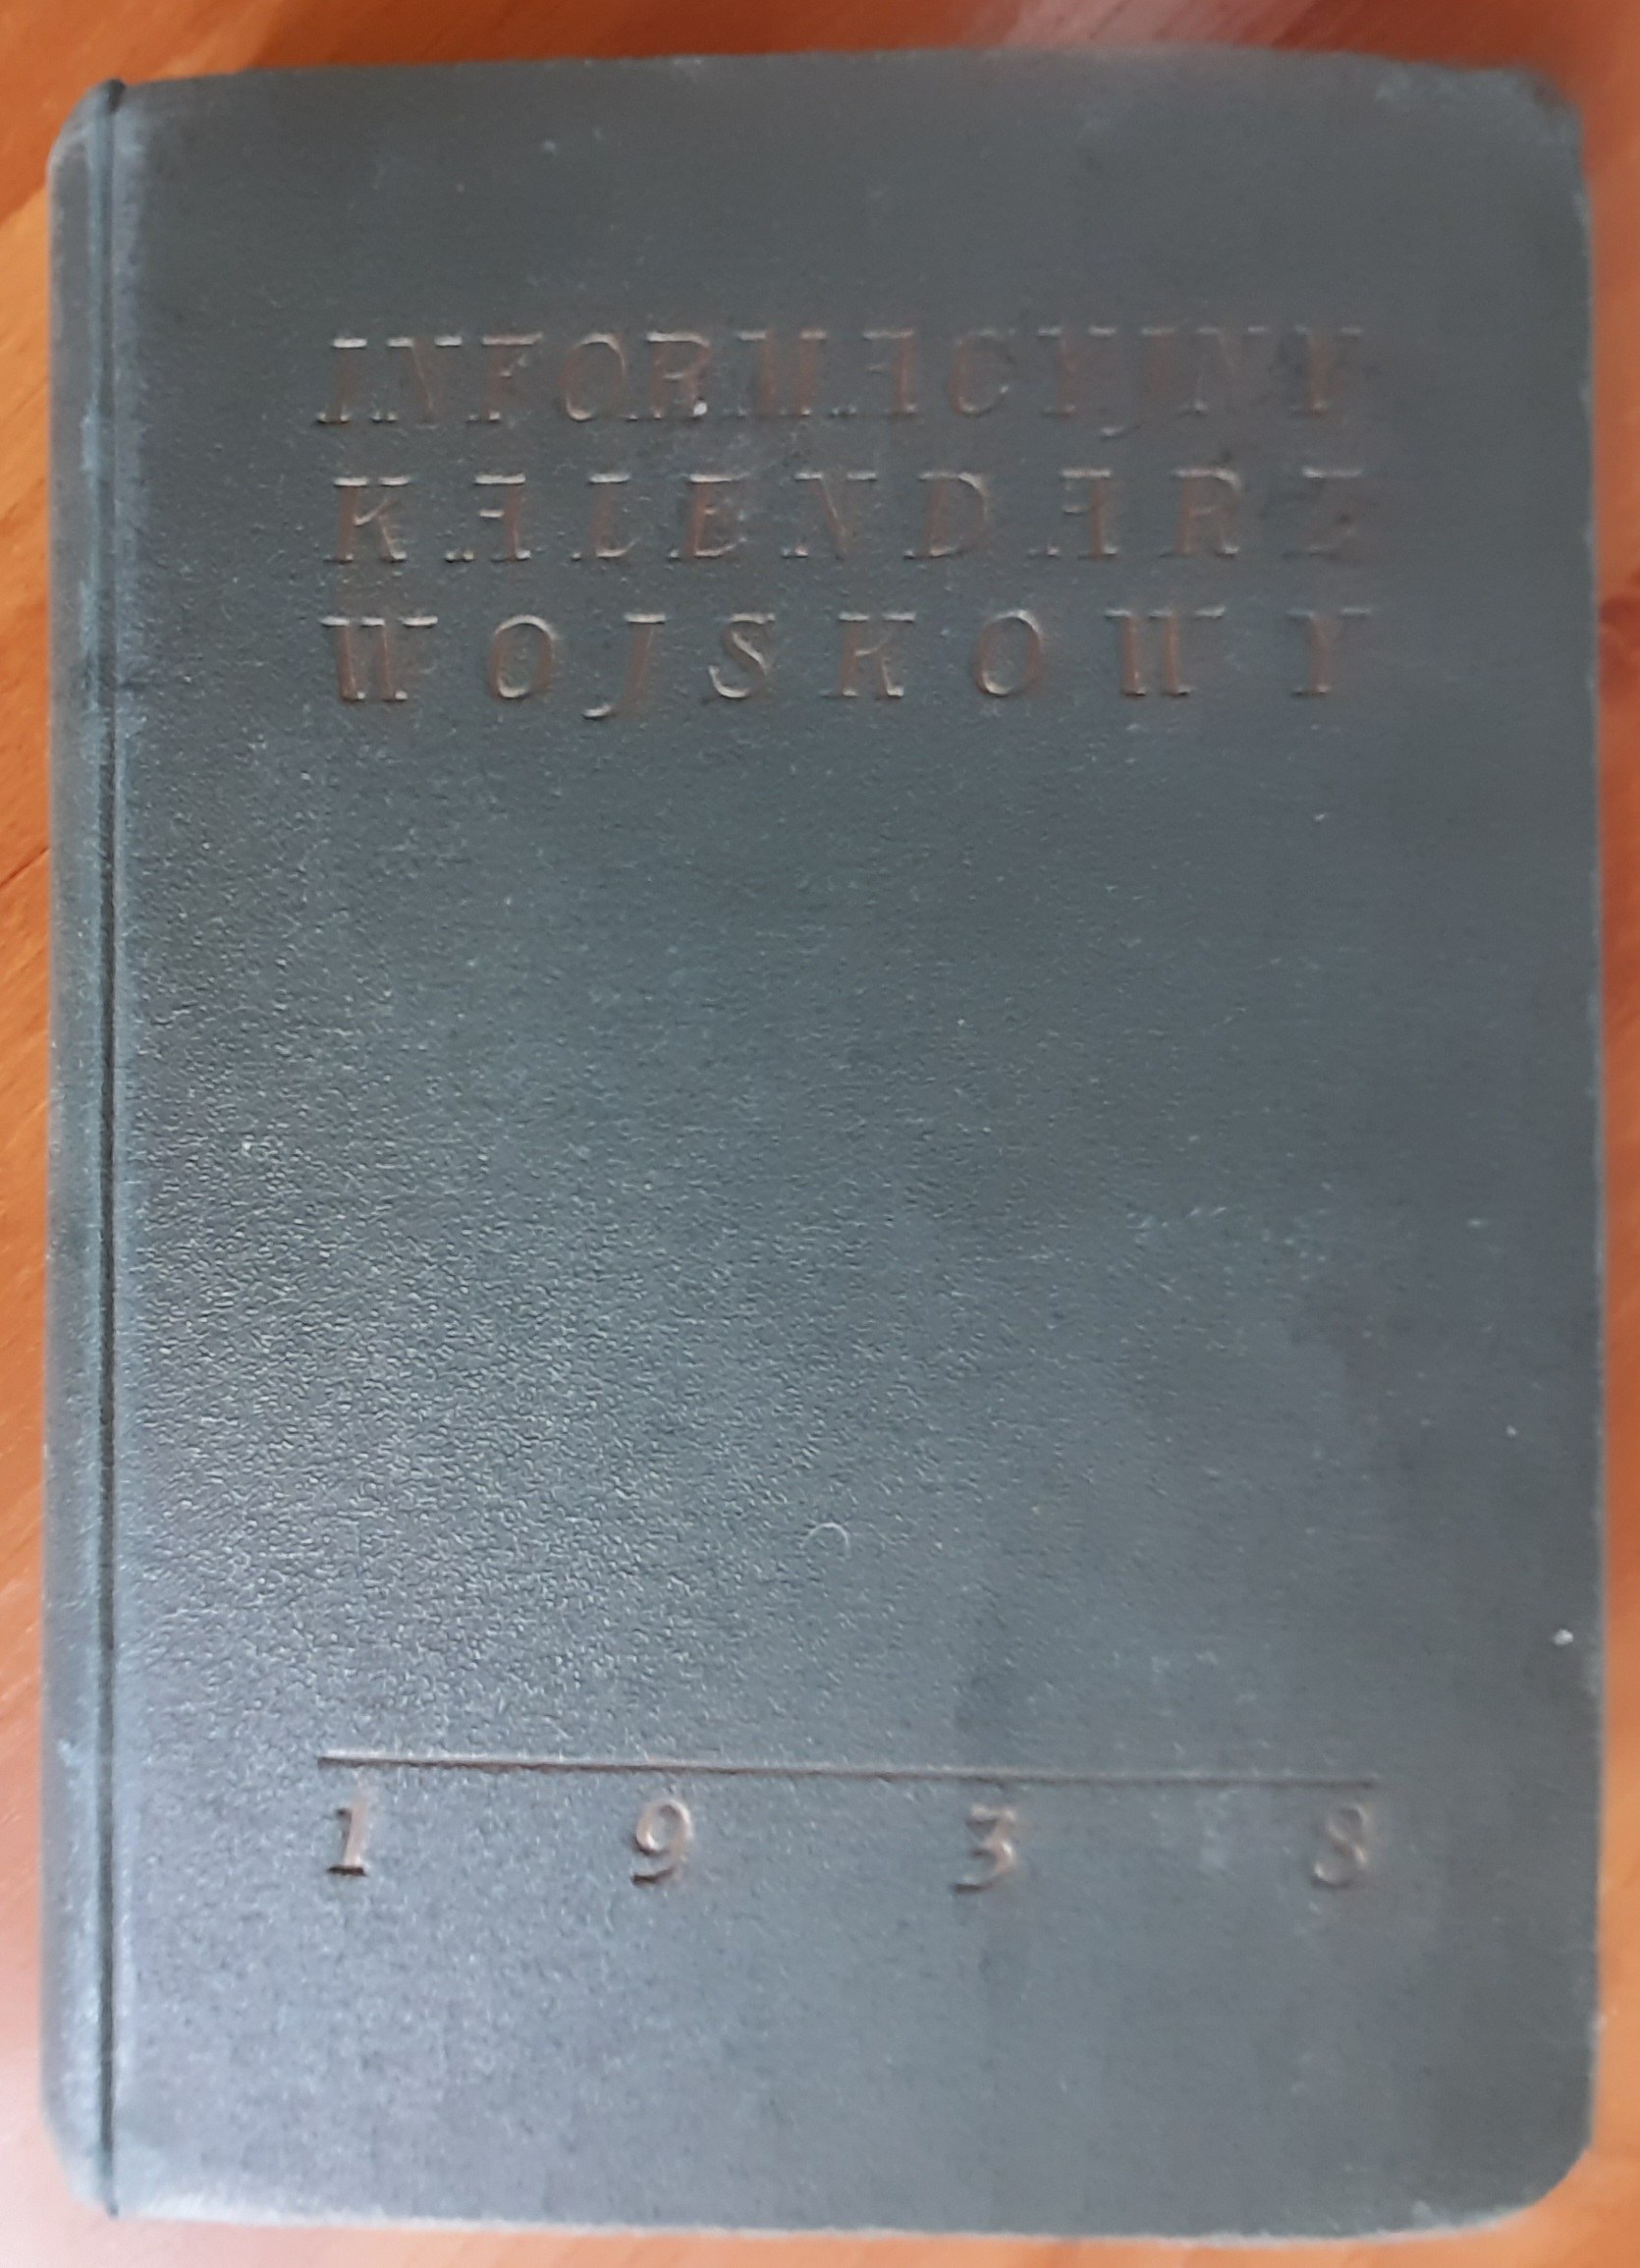 INFORMACYJNY
KALENDARZ
WOJSKOWY
1938